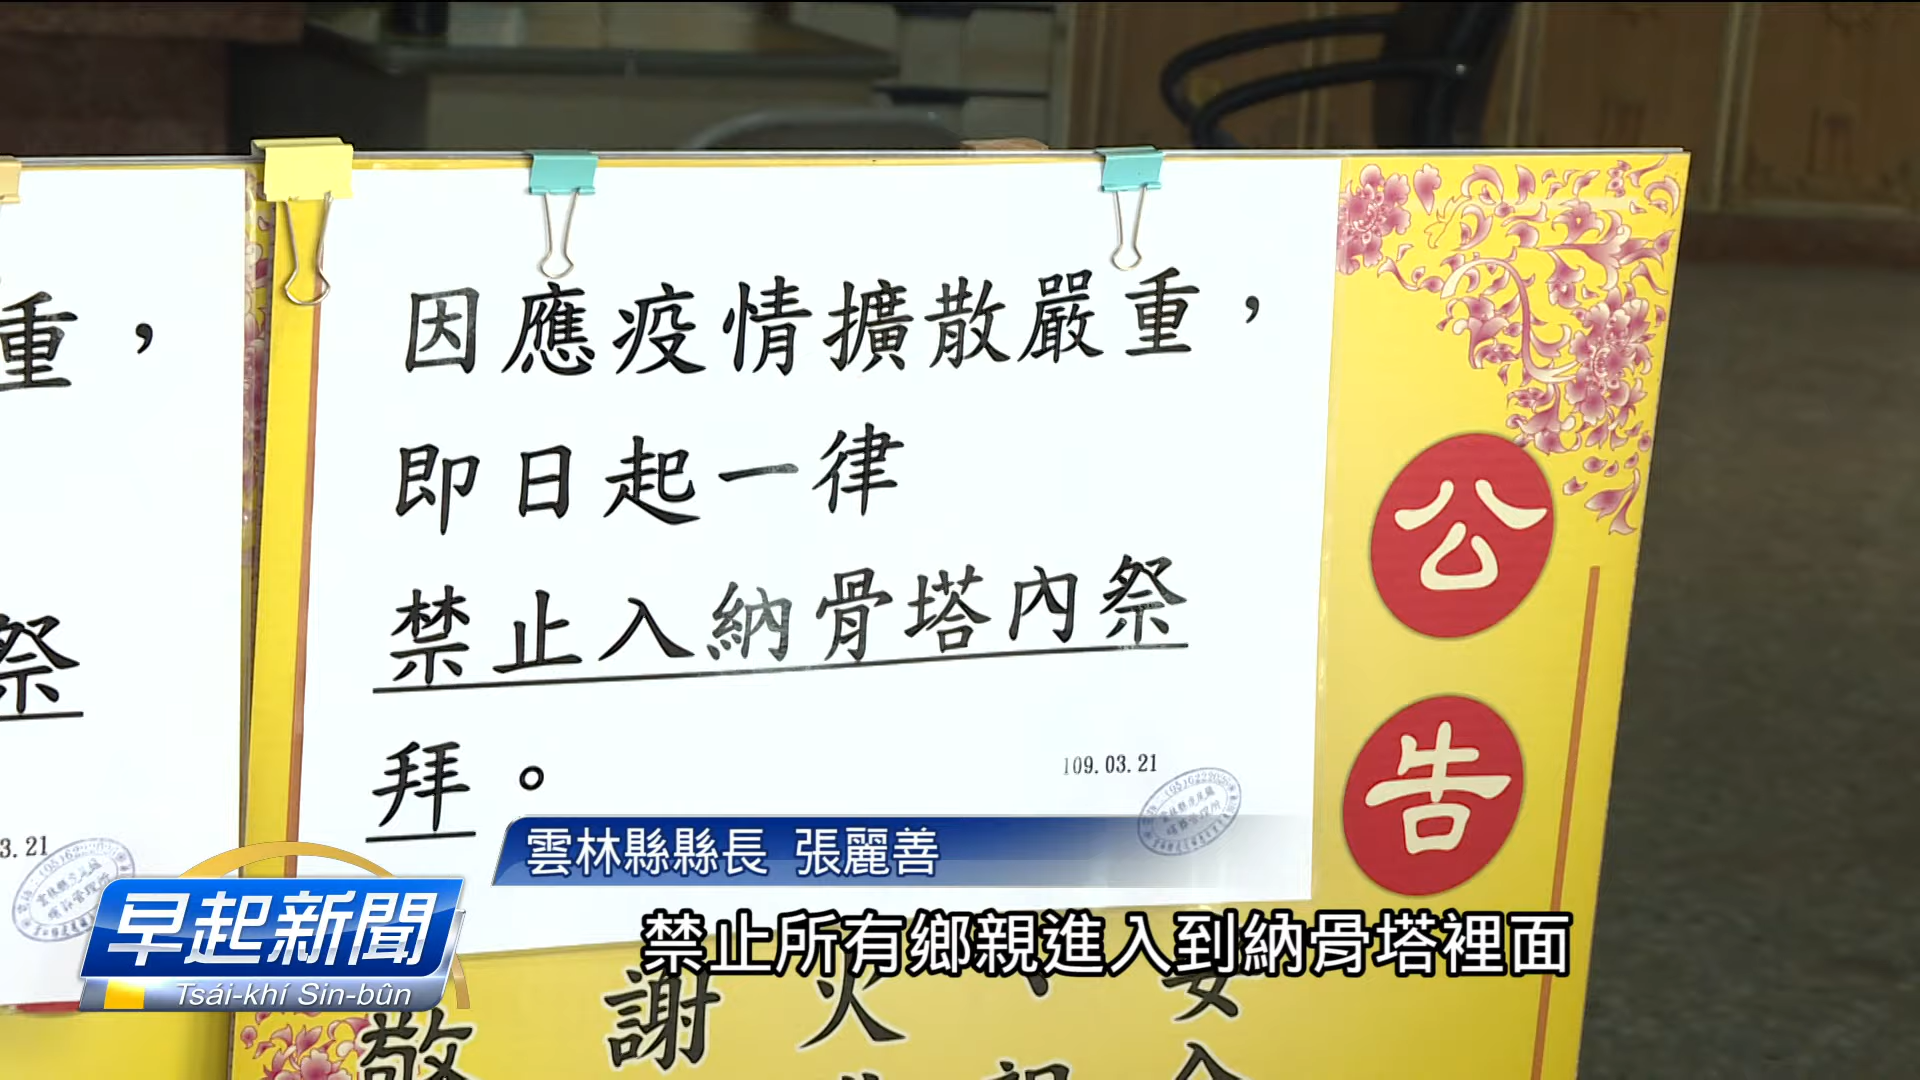 因應疫情擴散嚴重，
即日起一律
禁止入納骨塔內祭
拜。
109.03.21
公告
重，
祭
3.21
雲林縣縣長 張麗善
禁止所有鄉親進入到納骨塔裡面
早起新聞
Tsái-khí Sin-bûn
敬
謝
火